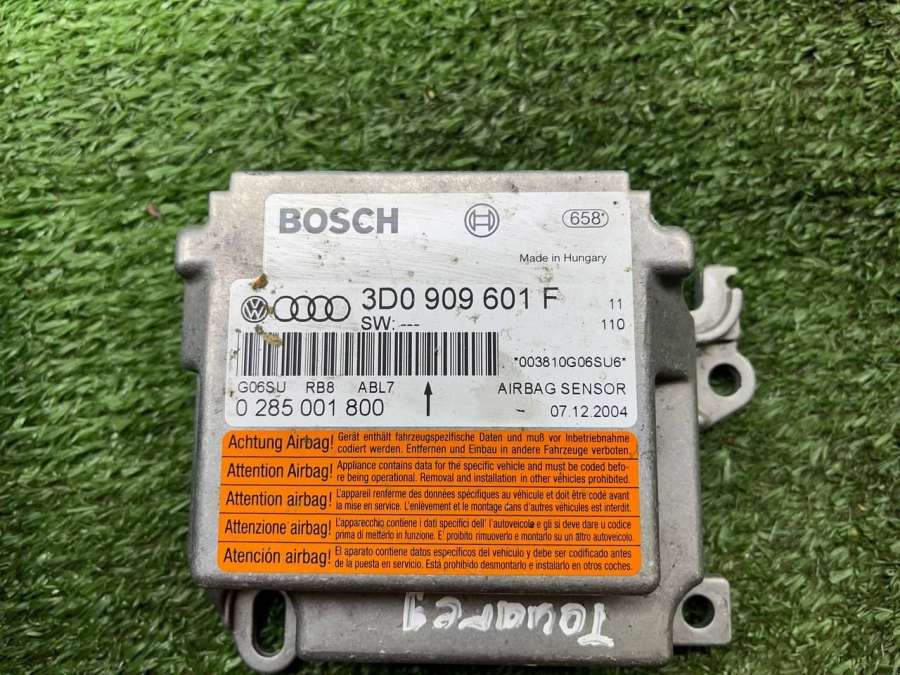 BOSCH
658
Made in Hungary
3D0 909 601 F
11
SW: ---
110
*003810G06SU6*
G06SU RB8 ABL7
AIRBAG SENSOR
0 285 001 800
07.12.2004
Achtung Airbag! Gerät enthält fahrzeugspezifische Daten und muß vor Inbetriebnahme
codiert werden. Entfernen und Einbau in andere Fahrzeuge verboten.
Attention Airbag! Appliance contains data for the specific vehicle and must be coded befo-
re being operational. Removal and installation in other vehicles prohibited.
Attention airbag! L'appareil renferme des données spécifiques au véhicule et doit être codé avant
la mise en service. L'enlèvement et le montage dans d'autres véhicules est interdit.
Attenzione airbag! L'apparecchio contiene i dati specifici dell' autoveicolo e gli si deve dare u codice
prima di metterlo in funzione. E' proibito rimuoverlo e montarlo su un altro autoveicolo.
Atención airbag! El aparato contiene datos específicos del vehículo y debe ser codificado antes
de la puesta en servicio. Está prohibido desmontarlo e instalarlo en otros coches.
Touareg